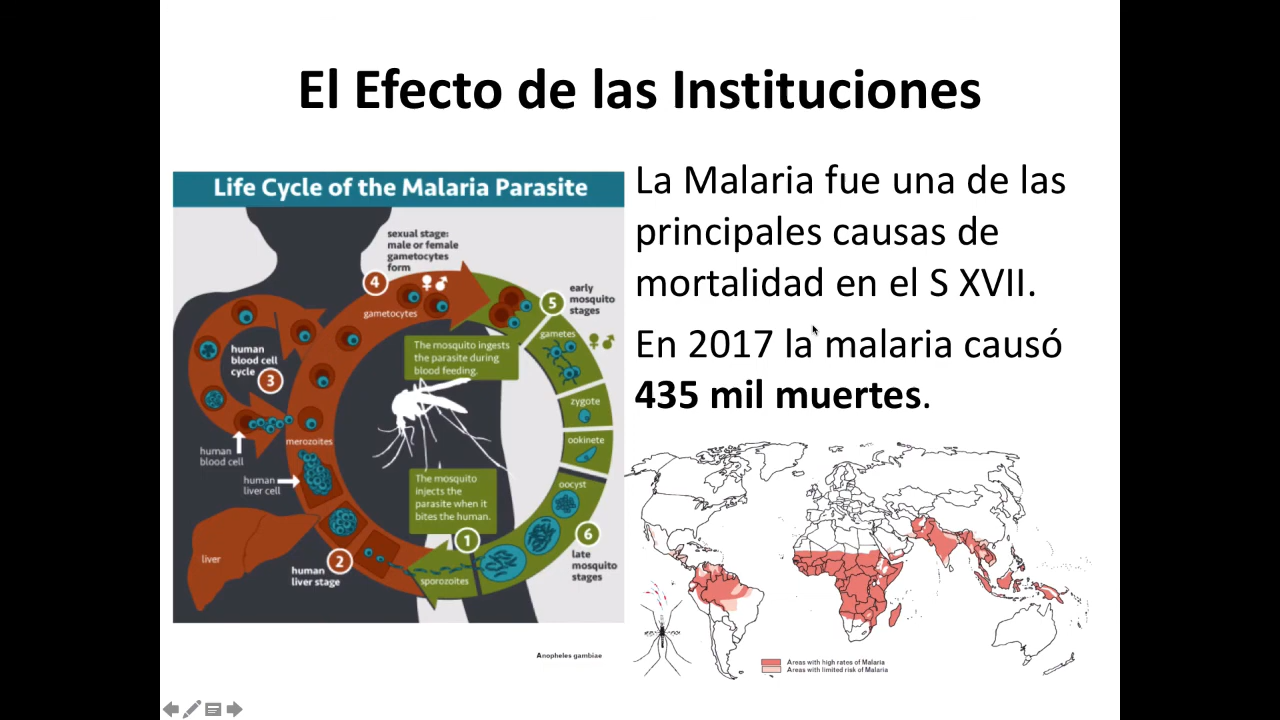 El Efecto de las Instituciones
Life Cycle of the Malaria Parasite
sexual stage:
male or female
gametocytes
form
4
gametocytes
5
early
mosquito
stages
gametes
The mosquito ingests
the parasite during
blood feeding.
human
blood cell
cycle
3
zygote
ookinete
merozoites
human
blood cell
human
liver cell
The mosquito
injects the
parasite when it
bites the human.
oocyst
1
6
late
mosquito
stages
liver
2
human
liver stage
sporozoites
La Malaria fue una de las
principales causas de
mortalidad en el S XVII.
En 2017 la malaria causó
435 mil muertes.
Anopheles gambiae
Areas with high rates of Malaria
Areas with limited risk of Malaria